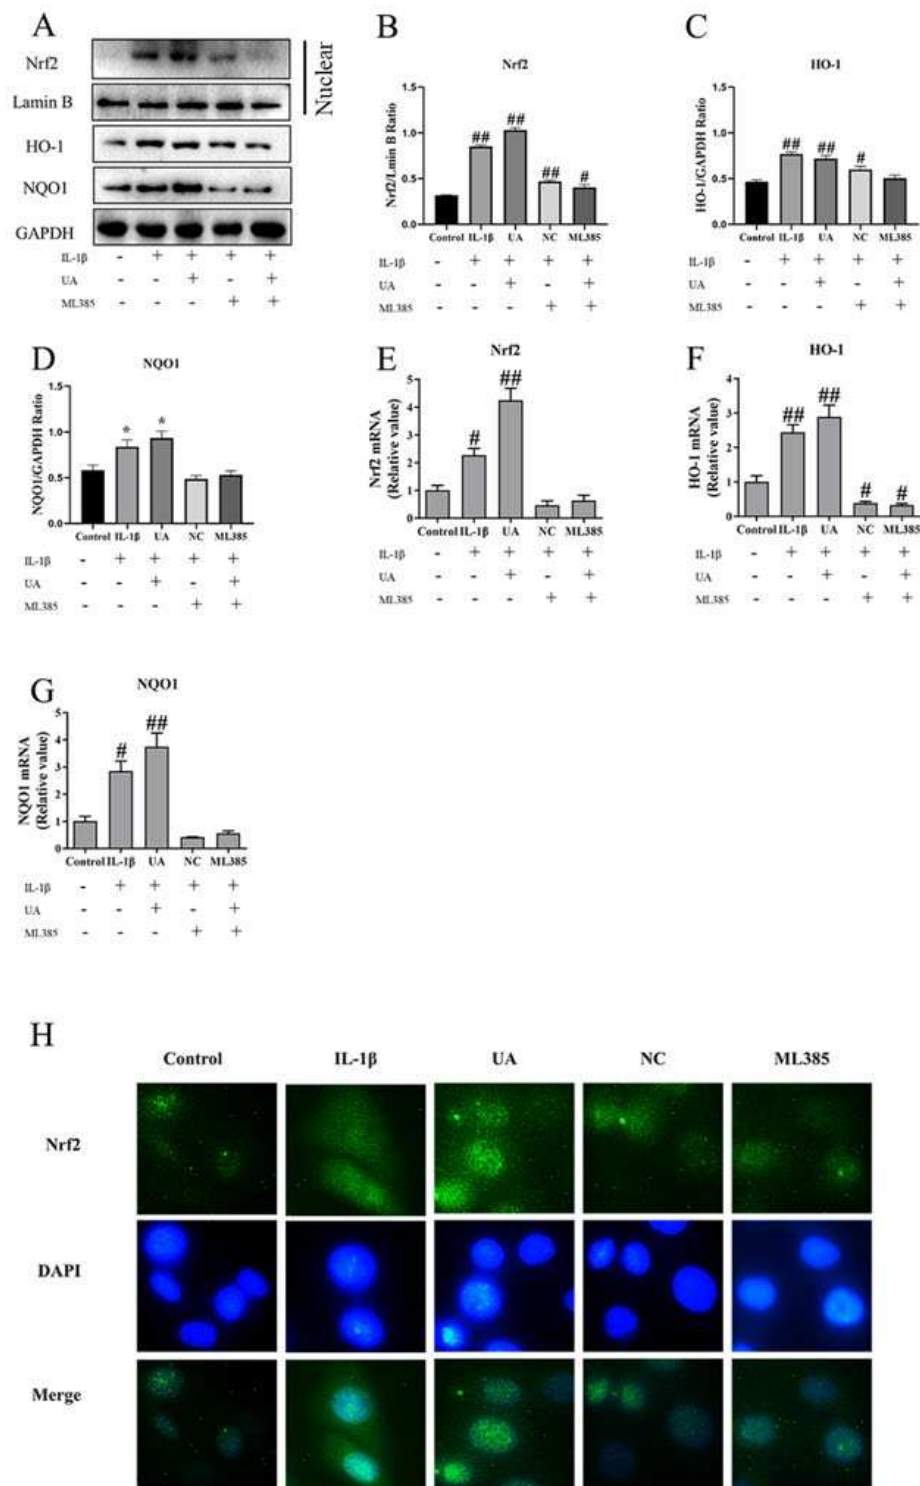 A
Nrf2
Lamin B
HO-1
NQO1
GAPDH
Nuclear
IL-1β - + + + +
UA - - + - +
ML385 - - - + +
B
Nrf2
Nrf2/Lmin B Ratio
1.5
1.0
0.5
0.0
## ## ## #
Control IL-1β UA NC ML385
IL-1β - + + + +
UA - - + - +
ML385 - - - + +
C
HO-1
HO-1/GAPDH Ratio
1.5
1.0
0.5
0.0
## ## #
Control IL-1β UA NC ML385
IL-1β - + + + +
UA - - + - +
ML385 - - - + +
D
NQO1
NQO1/GAPDH Ratio
1.5
1.0
0.5
0.0
* *
Control IL-1β UA NC ML385
IL-1β - + + + +
UA - - + - +
ML385 - - - + +
E
Nrf2
Nrf2 mRNA
(Relative value)
5
4
3
2
1
0
# ##
Control IL-1β UA NC ML385
IL-1β - + + + +
UA - - + - +
ML385 - - - + +
F
HO-1
HO-1 mRNA
(Relative value)
4
3
2
1
0
## ## # #
Control IL-1β UA NC ML385
IL-1β - + + + +
UA - - + - +
ML385 - - - + +
G
NQO1
NQO1 mRNA
(Relative value)
5
4
3
2
1
0
# ##
Control IL-1β UA NC ML385
IL-1β - + + + +
UA - - + - +
ML385 - - - + +
H
Control IL-1β UA NC ML385
Nrf2
DAPI
Merge